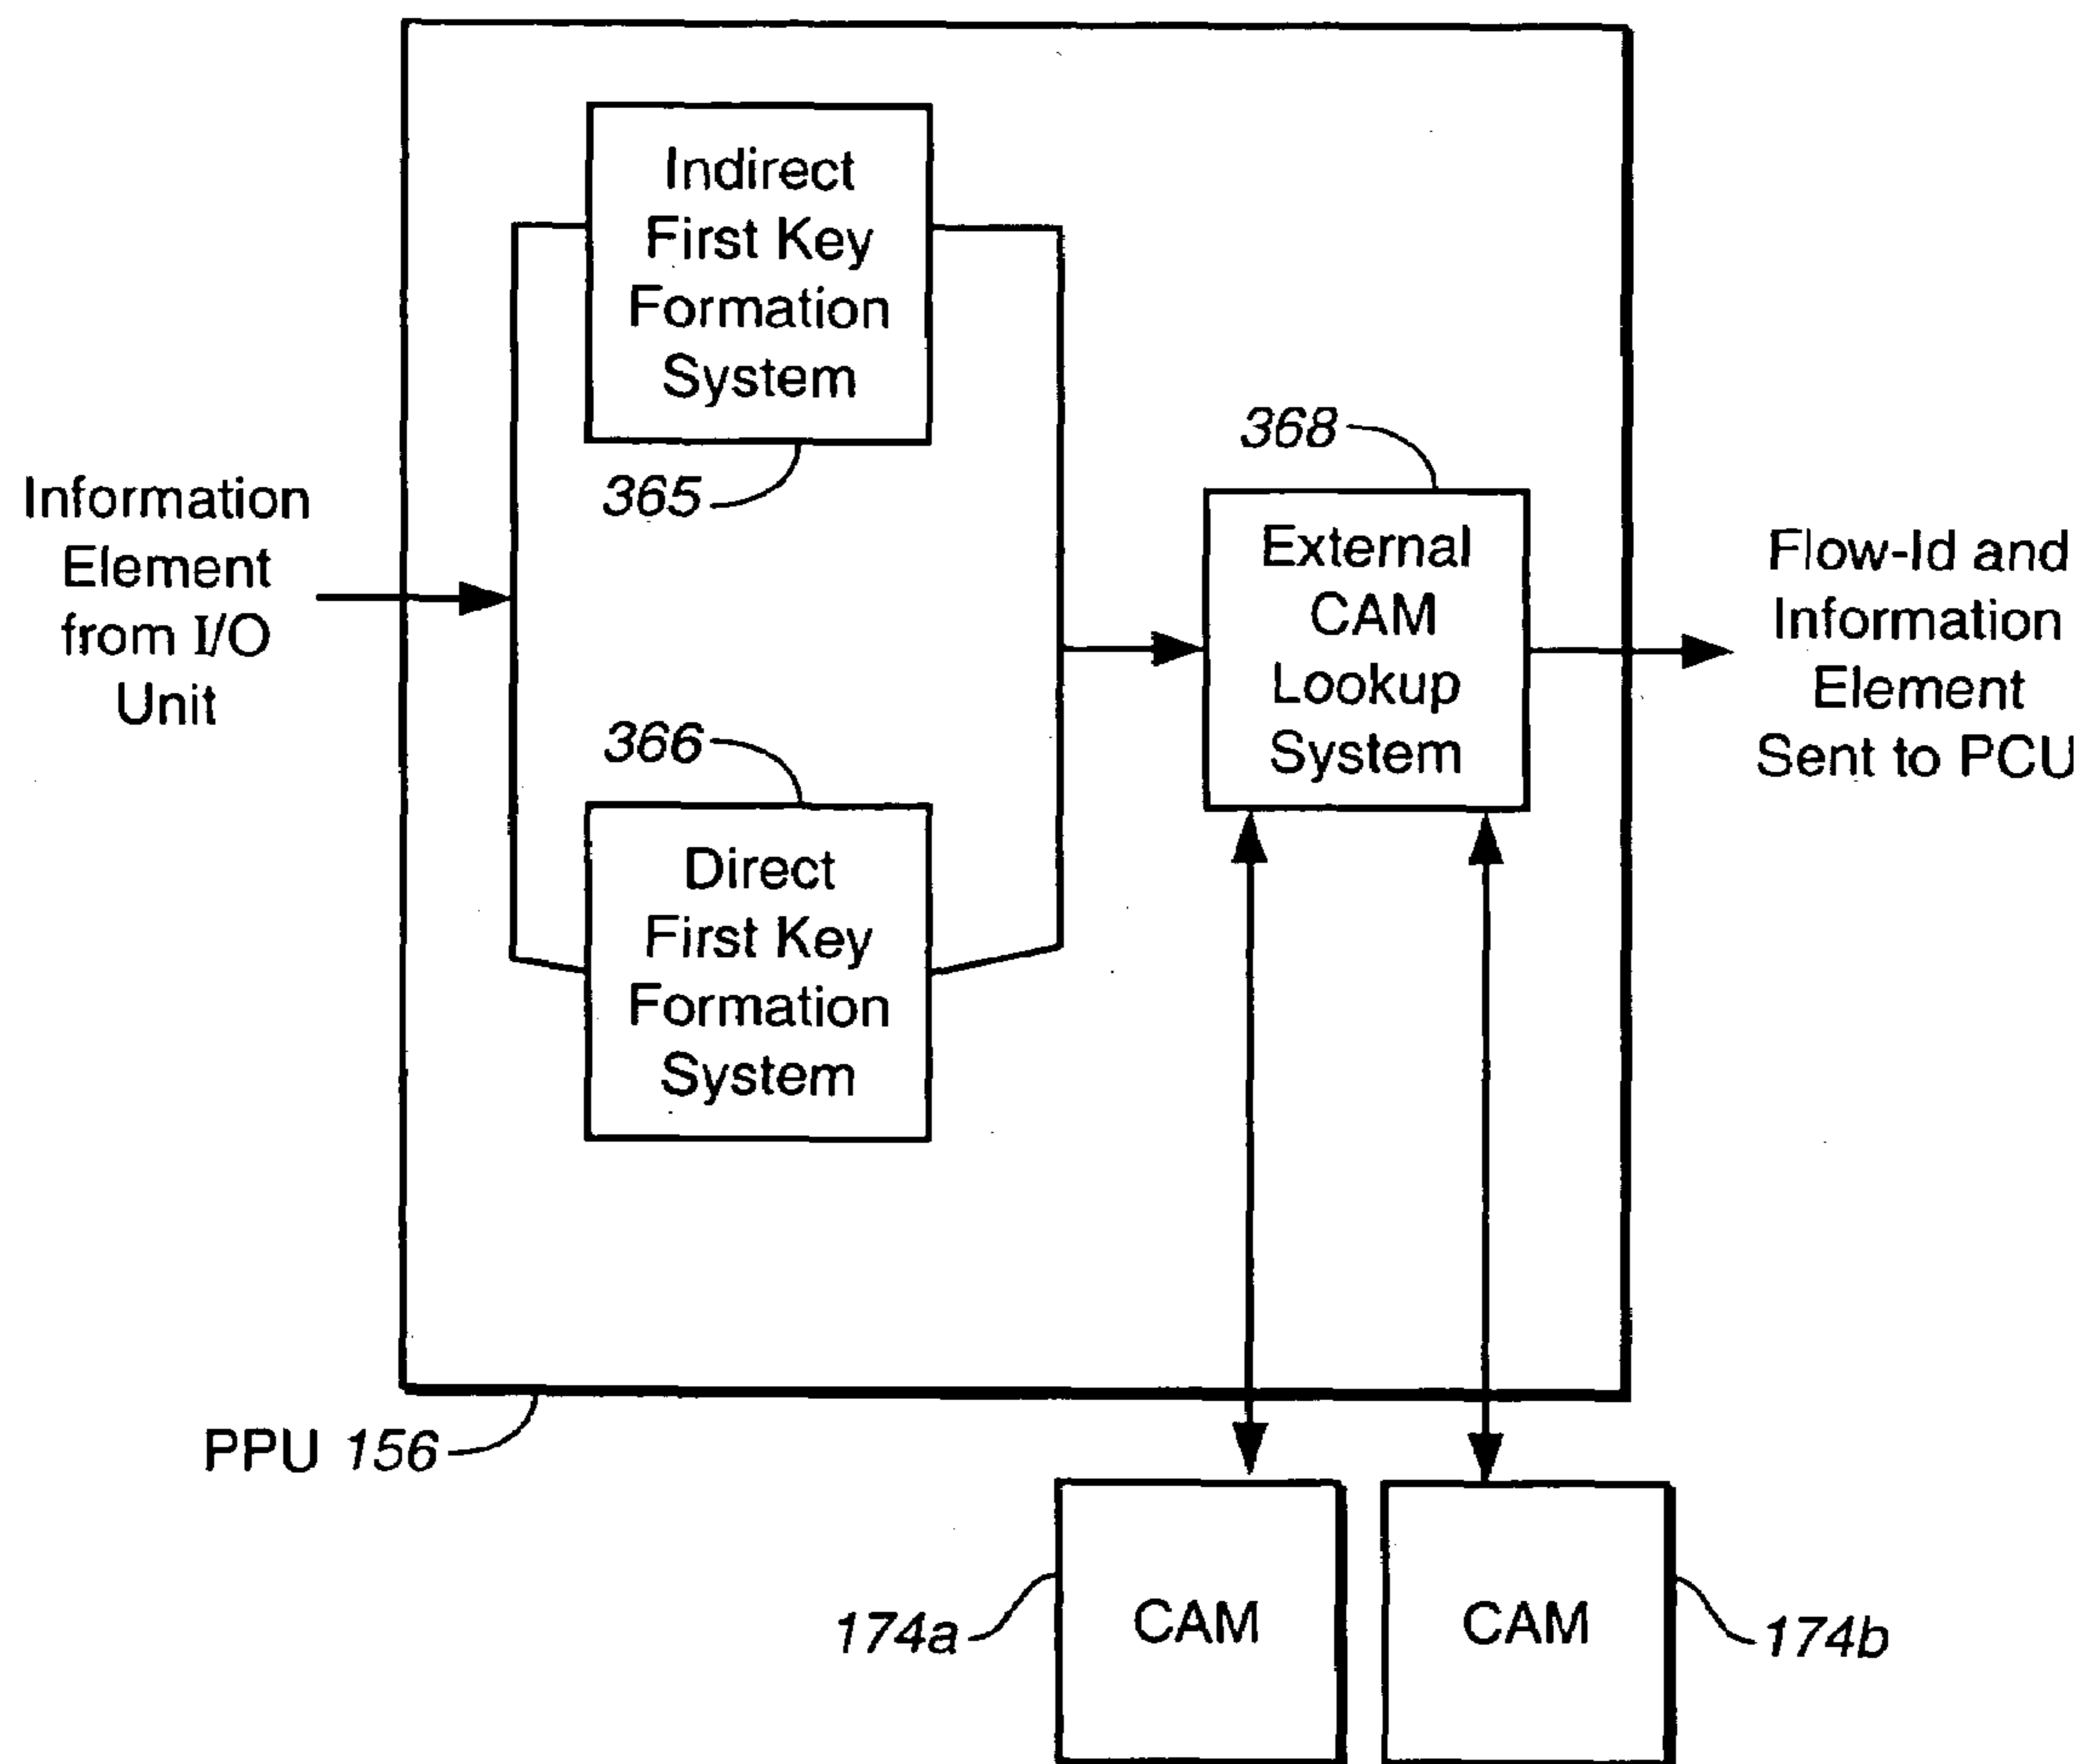 Indirect
First Key
Formation
System
365
368
Information
Element
from I/O
Unit
External
CAM
Lookup
System
Flow-Id and
Information
Element
Sent to PCU
366
Direct
First Key
Formation
System
PPU 156
174a
CAM
CAM
174b